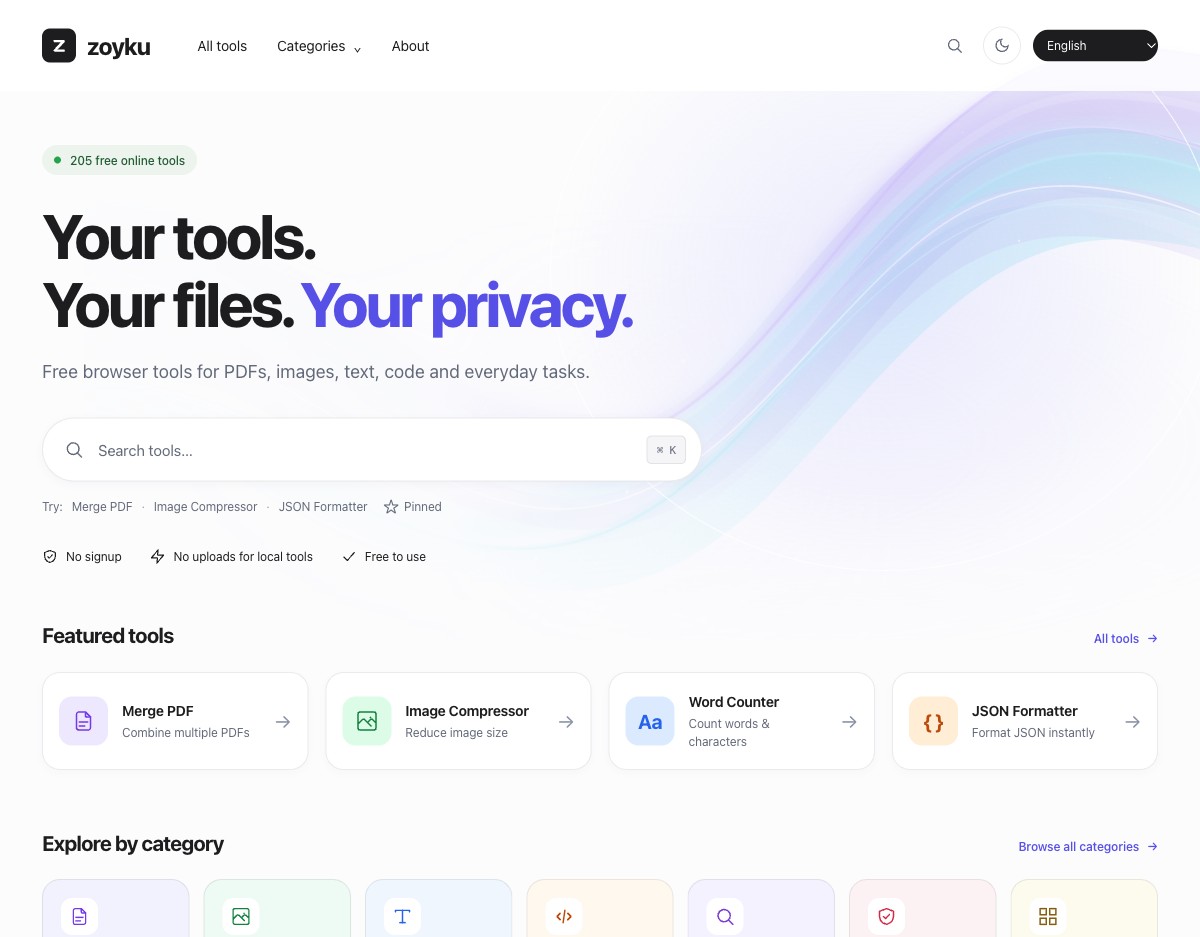 Z zoyku All tools Categories About English
205 free online tools
Your tools.
Your files. Your privacy.
Free browser tools for PDFs, images, text, code and everyday tasks.
Search tools... ⌘ K
Try: Merge PDF · Image Compressor · JSON Formatter Pinned
No signup No uploads for local tools Free to use
Featured tools All tools →
Merge PDF
Combine multiple PDFs
Image Compressor
Reduce image size
Aa
Word Counter
Count words &
characters
{ }
JSON Formatter
Format JSON instantly
Explore by category Browse all categories →